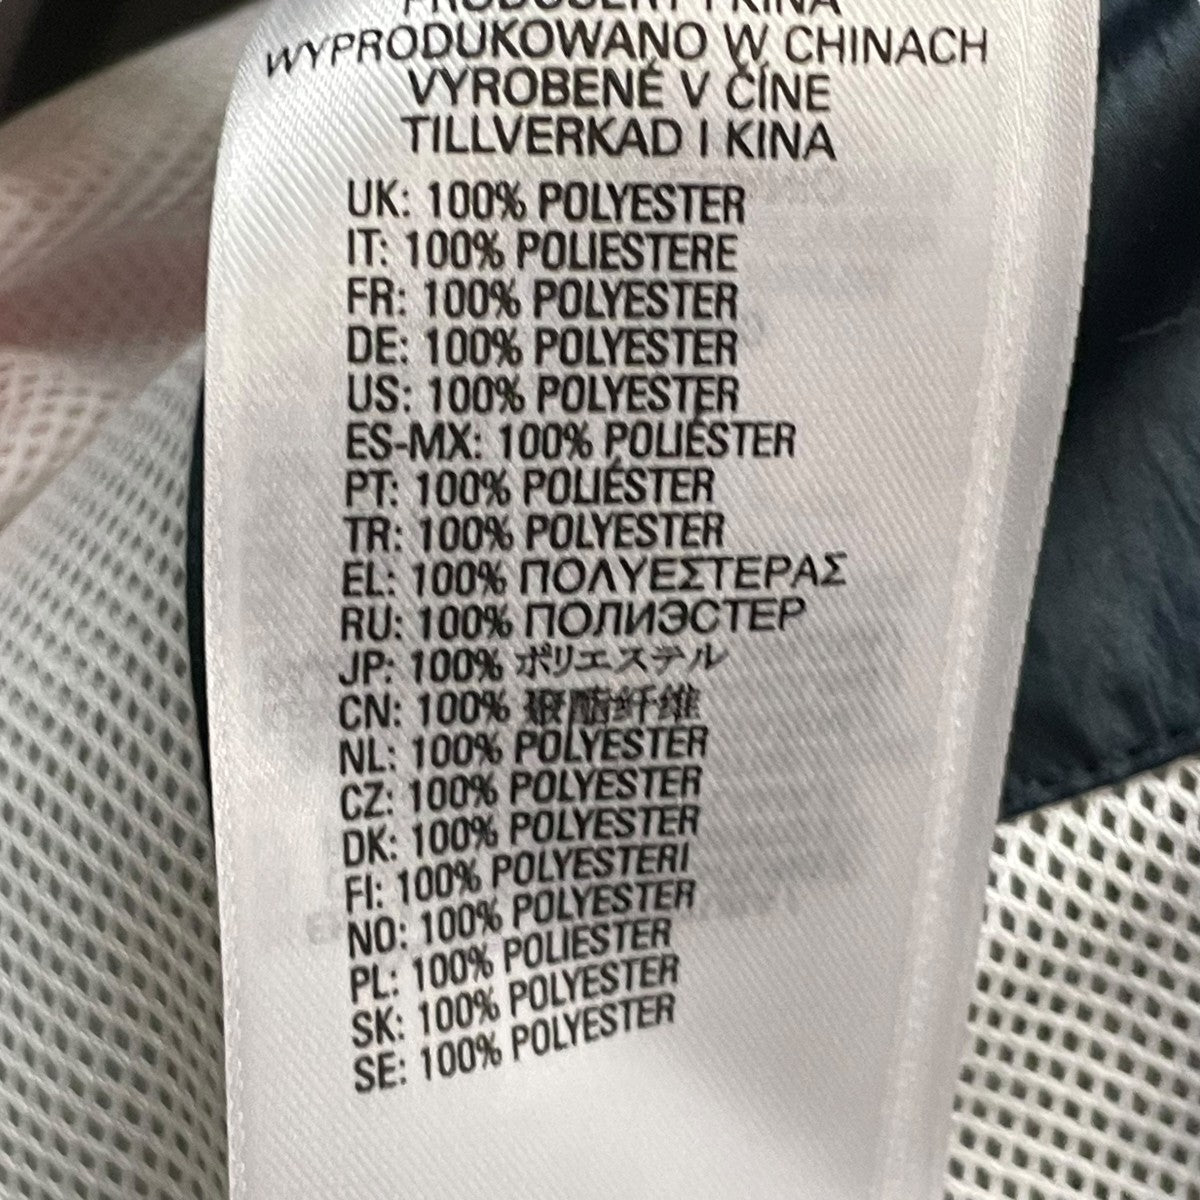 PRODUSERT I KINA
WYPRODUKOWANO W CHINACH
VYROBENÉ V ČÍNE
TILLVERKAD I KINA
UK: 100% POLYESTER
IT: 100% POLIESTERE
FR: 100% POLYESTER
DE: 100% POLYESTER
US: 100% POLYESTER
ES-MX: 100% POLIÉSTER
PT: 100% POLIÉSTER
TR: 100% POLYESTER
EL: 100% ΠΟΛΥΕΣΤΕΡΑΣ
RU: 100% ПОЛИЭСТЕР
JP: 100% ポリエステル
CN: 100% 聚酯纤维
NL: 100% POLYESTER
CZ: 100% POLYESTER
DK: 100% POLYESTER
FI: 100% POLYESTERI
NO: 100% POLYESTER
PL: 100% POLIESTER
SK: 100% POLYESTER
SE: 100% POLYESTER